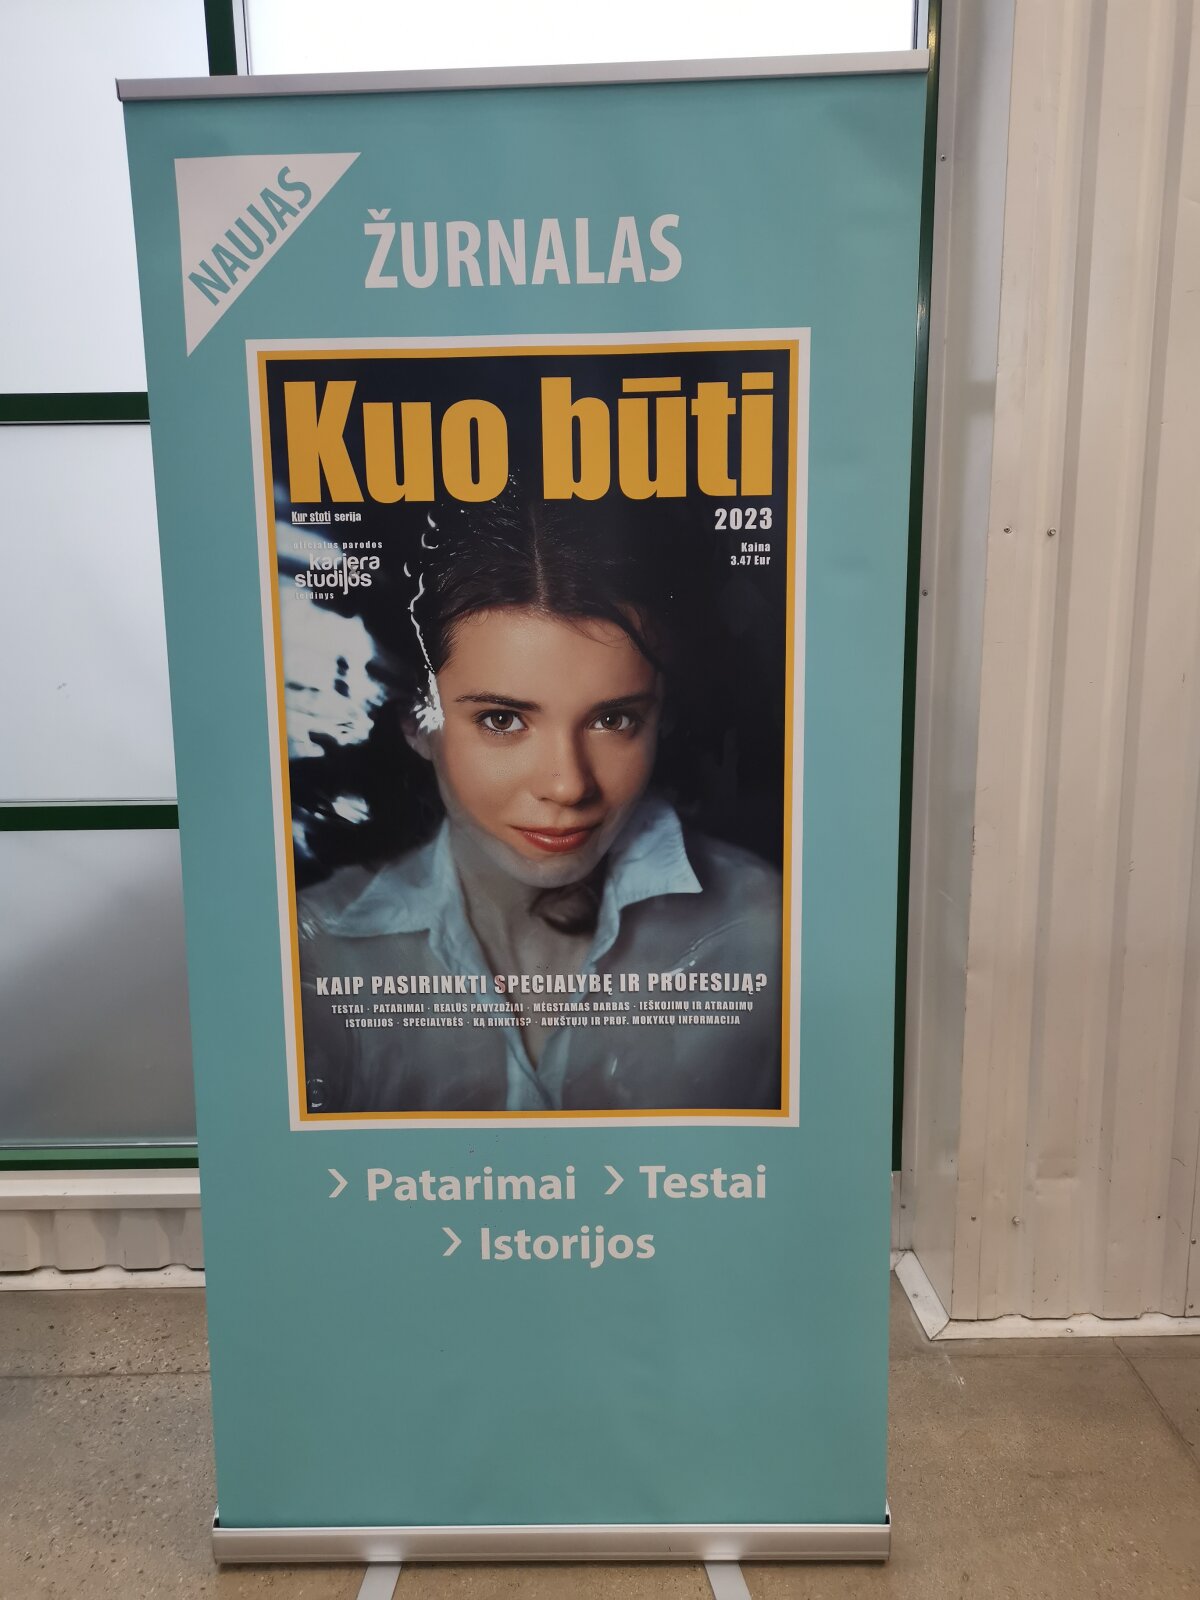 NAUJAS
ŽURNALAS
Kuo būti
2023
Kur stoti serija
Kaina
3.47 Eur
oficialus parodos
karjera
studijos
leidinys
KAIP PASIRINKTI SPECIALYBĘ IR PROFESIJĄ?
TESTAI · PATARIMAI · REALŪS PAVYZDŽIAI · MĖGSTAMAS DARBAS · IEŠKOJIMŲ IR ATRADIMŲ
ISTORIJOS · SPECIALYBĖS · KĄ RINKTIS? · AUKŠTŲJŲ IR PROF. MOKYKLŲ INFORMACIJA
› Patarimai › Testai
› Istorijos